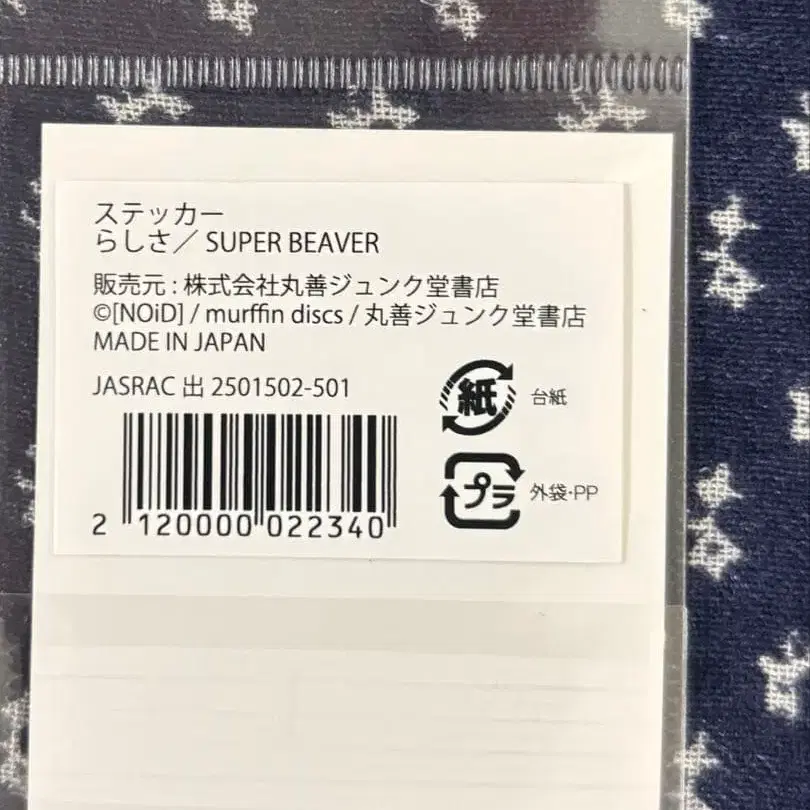 ステッカー
らしさ／ SUPER BEAVER
販売元 : 株式会社丸善ジュンク堂書店
©[NOiD] / murffin discs / 丸善ジュンク堂書店
MADE IN JAPAN
JASRAC 出 2501502-501
紙 台紙
プラ 外袋・PP
2 120000 022340